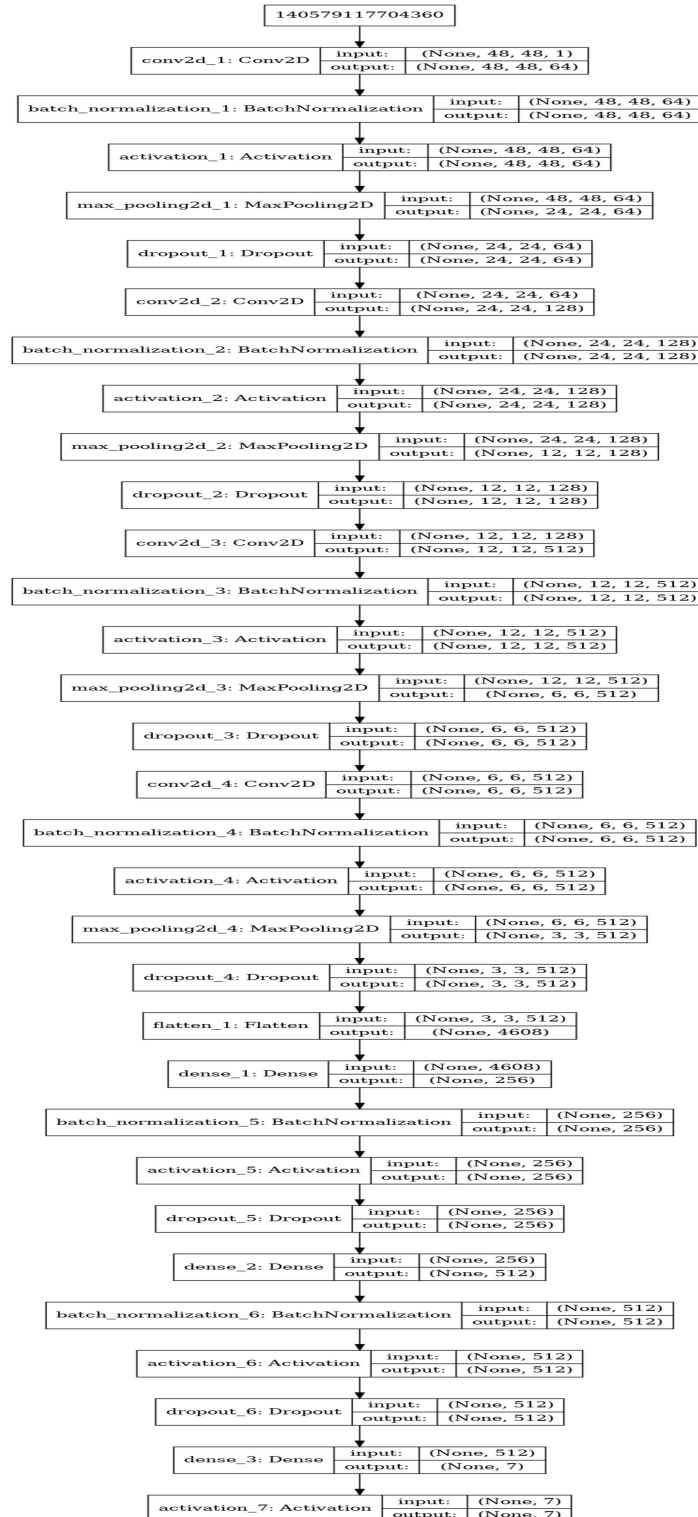 140579117704360
conv2d_1: Conv2D input: (None, 48, 48, 1)
output: (None, 48, 48, 64)
batch_normalization_1: BatchNormalization input: (None, 48, 48, 64)
output: (None, 48, 48, 64)
activation_1: Activation input: (None, 48, 48, 64)
output: (None, 48, 48, 64)
max_pooling2d_1: MaxPooling2D input: (None, 48, 48, 64)
output: (None, 24, 24, 64)
dropout_1: Dropout input: (None, 24, 24, 64)
output: (None, 24, 24, 64)
conv2d_2: Conv2D input: (None, 24, 24, 64)
output: (None, 24, 24, 128)
batch_normalization_2: BatchNormalization input: (None, 24, 24, 128)
output: (None, 24, 24, 128)
activation_2: Activation input: (None, 24, 24, 128)
output: (None, 24, 24, 128)
max_pooling2d_2: MaxPooling2D input: (None, 24, 24, 128)
output: (None, 12, 12, 128)
dropout_2: Dropout input: (None, 12, 12, 128)
output: (None, 12, 12, 128)
conv2d_3: Conv2D input: (None, 12, 12, 128)
output: (None, 12, 12, 512)
batch_normalization_3: BatchNormalization input: (None, 12, 12, 512)
output: (None, 12, 12, 512)
activation_3: Activation input: (None, 12, 12, 512)
output: (None, 12, 12, 512)
max_pooling2d_3: MaxPooling2D input: (None, 12, 12, 512)
output: (None, 6, 6, 512)
dropout_3: Dropout input: (None, 6, 6, 512)
output: (None, 6, 6, 512)
conv2d_4: Conv2D input: (None, 6, 6, 512)
output: (None, 6, 6, 512)
batch_normalization_4: BatchNormalization input: (None, 6, 6, 512)
output: (None, 6, 6, 512)
activation_4: Activation input: (None, 6, 6, 512)
output: (None, 6, 6, 512)
max_pooling2d_4: MaxPooling2D input: (None, 6, 6, 512)
output: (None, 3, 3, 512)
dropout_4: Dropout input: (None, 3, 3, 512)
output: (None, 3, 3, 512)
flatten_1: Flatten input: (None, 3, 3, 512)
output: (None, 4608)
dense_1: Dense input: (None, 4608)
output: (None, 256)
batch_normalization_5: BatchNormalization input: (None, 256)
output: (None, 256)
activation_5: Activation input: (None, 256)
output: (None, 256)
dropout_5: Dropout input: (None, 256)
output: (None, 256)
dense_2: Dense input: (None, 256)
output: (None, 512)
batch_normalization_6: BatchNormalization input: (None, 512)
output: (None, 512)
activation_6: Activation input: (None, 512)
output: (None, 512)
dropout_6: Dropout input: (None, 512)
output: (None, 512)
dense_3: Dense input: (None, 512)
output: (None, 7)
activation_7: Activation input: (None, 7)
output: (None, 7)